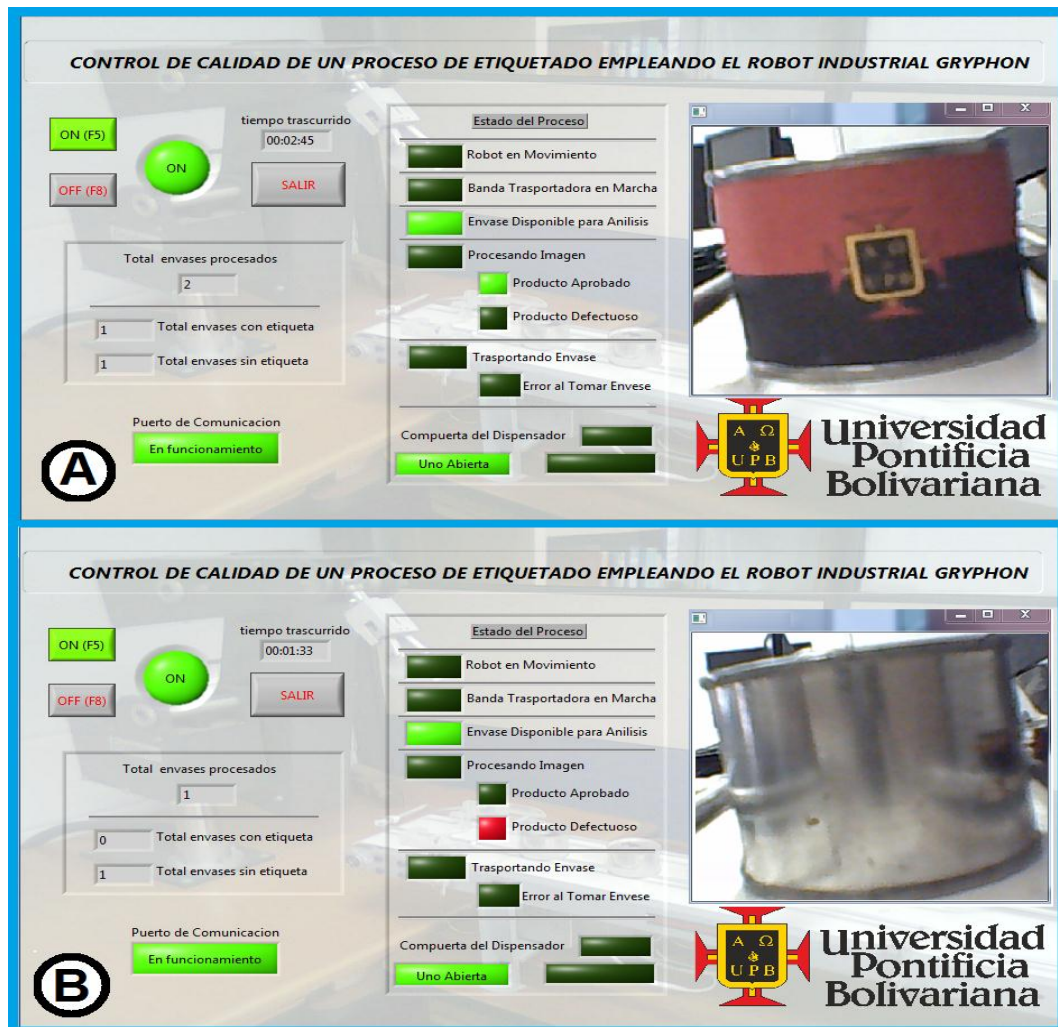 CONTROL DE CALIDAD DE UN PROCESO DE ETIQUETADO EMPLEANDO EL ROBOT INDUSTRIAL GRYPHON
ON (F5)
OFF (F8)
ON
tiempo trascurrido
00:02:45
SALIR
Total envases procesados
2
1 Total envases con etiqueta
1 Total envases sin etiqueta
Puerto de Comunicacion
En funcionamiento
A
Estado del Proceso
Robot en Movimiento
Banda Trasportadora en Marcha
Envase Disponible para Anilisis
Procesando Imagen
Producto Aprobado
Producto Defectuoso
Trasportando Envase
Error al Tomar Envese
Compuerta del Dispensador
Uno Abierta
Α Ω
UPB
Universidad
Pontificia
Bolivariana
CONTROL DE CALIDAD DE UN PROCESO DE ETIQUETADO EMPLEANDO EL ROBOT INDUSTRIAL GRYPHON
ON (F5)
OFF (F8)
ON
tiempo trascurrido
00:01:33
SALIR
Total envases procesados
1
0 Total envases con etiqueta
1 Total envases sin etiqueta
Puerto de Comunicacion
En funcionamiento
B
Estado del Proceso
Robot en Movimiento
Banda Trasportadora en Marcha
Envase Disponible para Anilisis
Procesando Imagen
Producto Aprobado
Producto Defectuoso
Trasportando Envase
Error al Tomar Envese
Compuerta del Dispensador
Uno Abierta
Α Ω
UPB
Universidad
Pontificia
Bolivariana